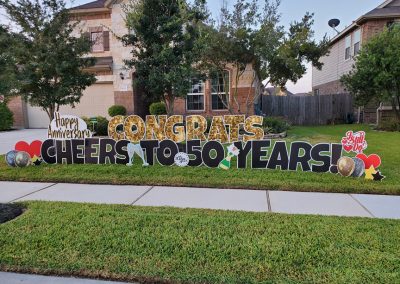 Happy
Anniversary
CONGRATS
CHEERS TO 50 YEARS!